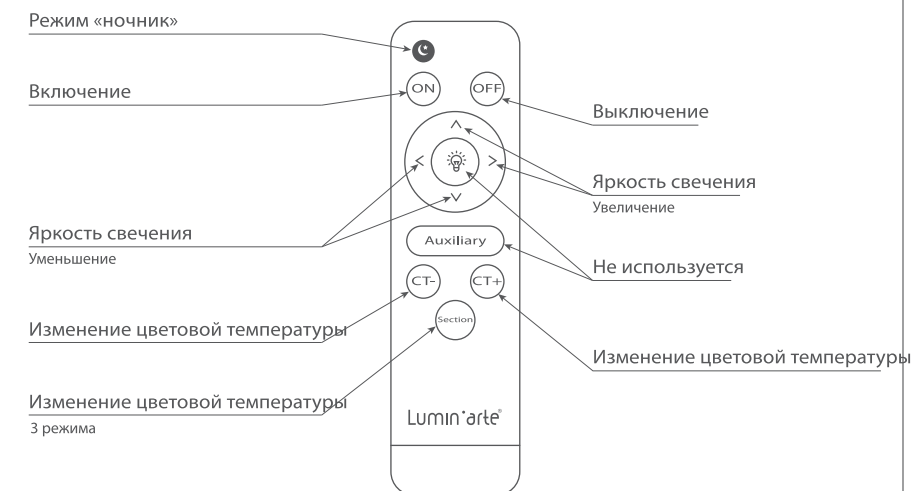 Режим «ночник»
Включение
ON
OFF
Выключение
Яркость свечения
Увеличение
Яркость свечения
Уменьшение
Auxiliary
Не используется
CT-
CT+
Изменение цветовой температуры
Section
Изменение цветовой температуры
Изменение цветовой температуры
3 режима
Lumin'arte®